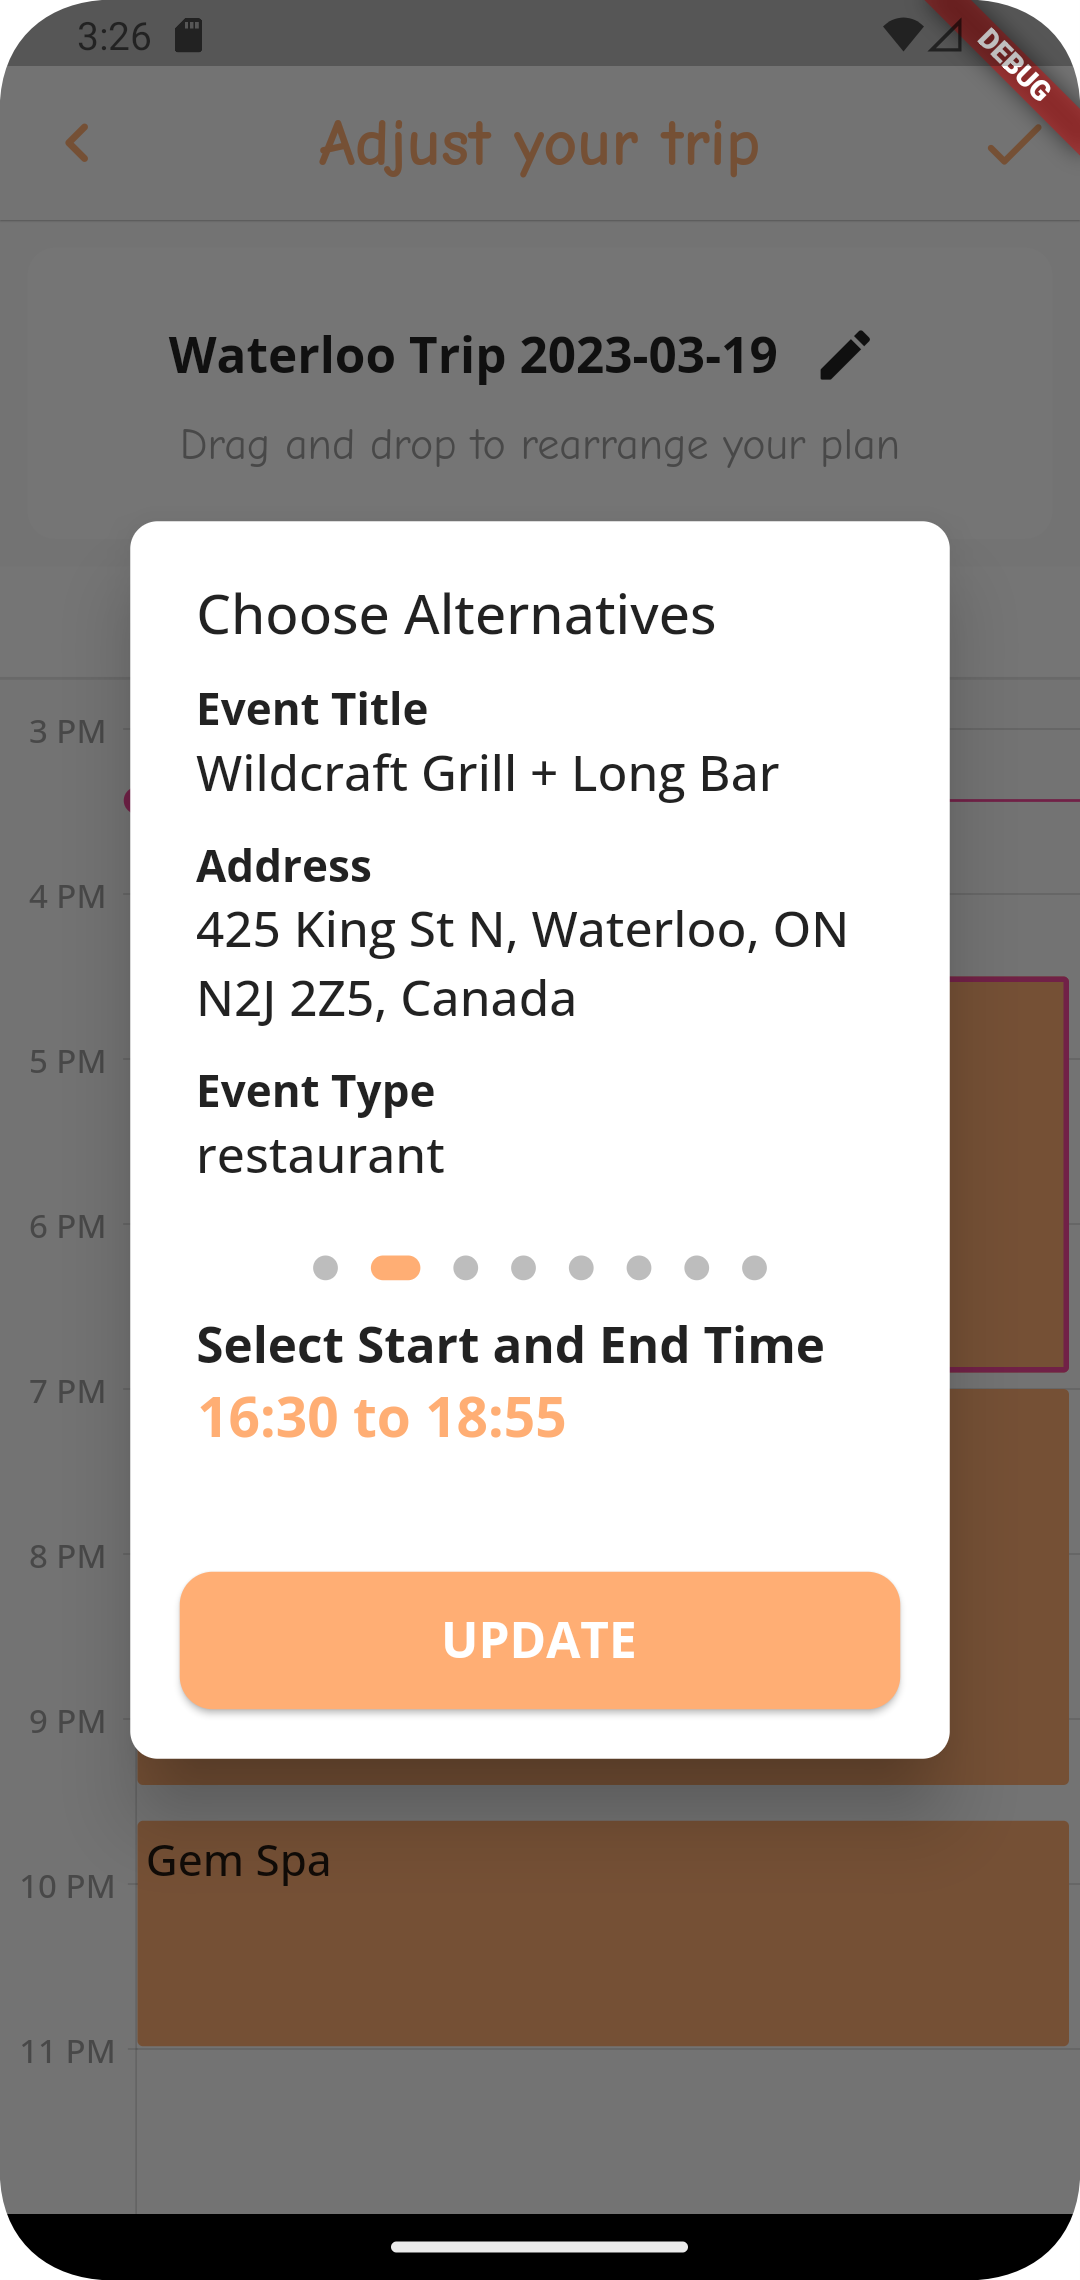 3:26
DEBUG
Adjust your trip
Waterloo Trip 2023-03-19
Drag and drop to rearrange your plan
Choose Alternatives
Event Title
Wildcraft Grill + Long Bar
Address
425 King St N, Waterloo, ON
N2J 2Z5, Canada
Event Type
restaurant
Select Start and End Time
16:30 to 18:55
UPDATE
3 PM
4 PM
5 PM
6 PM
7 PM
8 PM
9 PM
Gem Spa
10 PM
11 PM